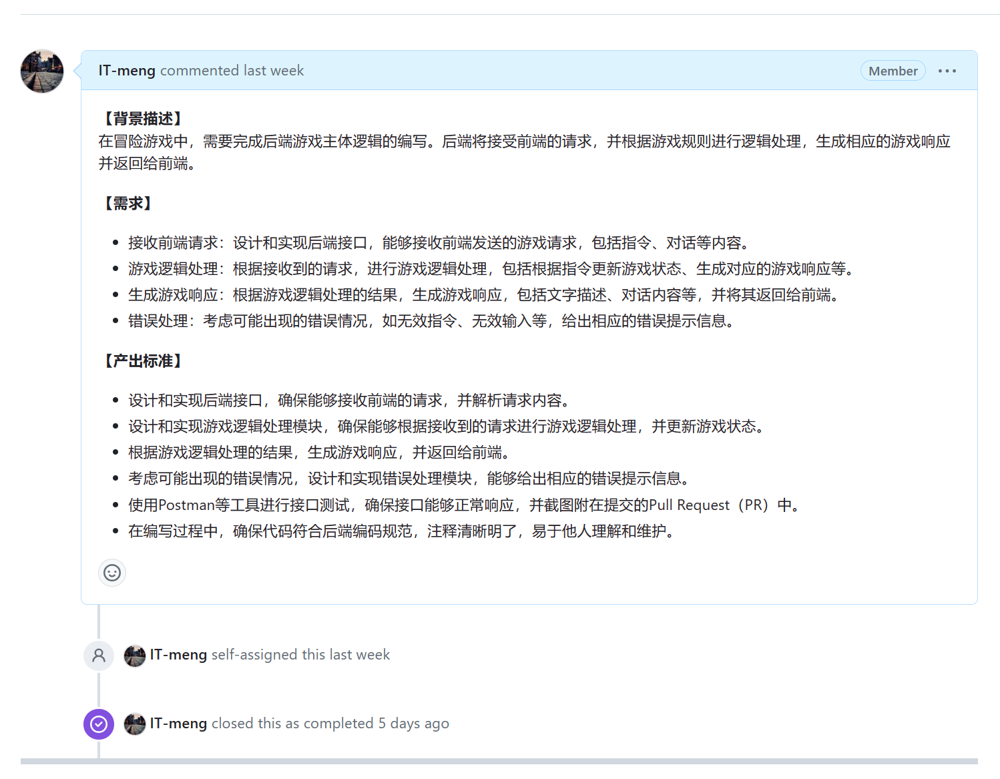 IT-meng commented last week
Member
【背景描述】
在冒险游戏中，需要完成后端游戏主体逻辑的编写。后端将接受前端的请求，并根据游戏规则进行逻辑处理，生成相应的游戏响应
并返回给前端。
【需求】
接收前端请求：设计和实现后端接口，能够接收前端发送的游戏请求，包括指令、对话等内容。
游戏逻辑处理：根据接收到的请求，进行游戏逻辑处理，包括根据指令更新游戏状态、生成对应的游戏响应等。
生成游戏响应：根据游戏逻辑处理的结果，生成游戏响应，包括文字描述、对话内容等，并将其返回给前端。
错误处理：考虑可能出现的错误情况，如无效指令、无效输入等，给出相应的错误提示信息。
【产出标准】
设计和实现后端接口，确保能够接收前端的请求，并解析请求内容。
设计和实现游戏逻辑处理模块，确保能够根据接收到的请求进行游戏逻辑处理，并更新游戏状态。
根据游戏逻辑处理的结果，生成游戏响应，并返回给前端。
考虑可能出现的错误情况，设计和实现错误处理模块，能够给出相应的错误提示信息。
使用Postman等工具进行接口测试，确保接口能够正常响应，并截图附在提交的Pull Request（PR）中。
在编写过程中，确保代码符合后端编码规范，注释清晰明了，易于他人理解和维护。
IT-meng self-assigned this last week
IT-meng closed this as completed 5 days ago